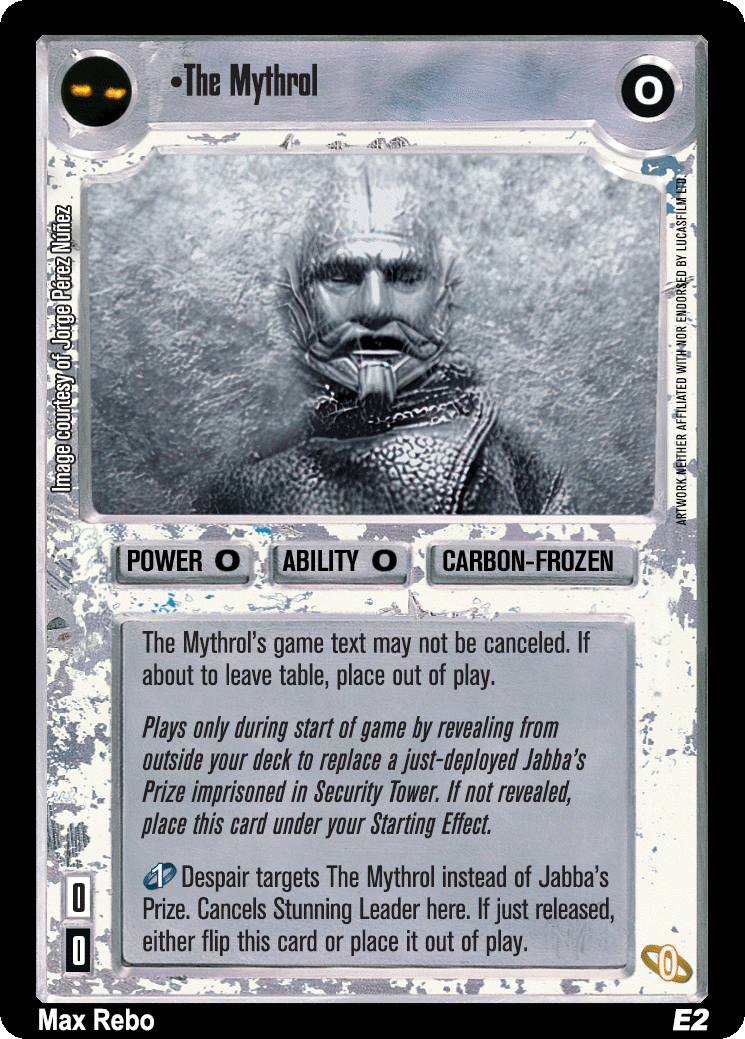 •The Mythrol
0
Image courtesy of Jorge Pérez Núñez
ARTWORK NEITHER AFFILIATED WITH NOR ENDORSED BY LUCASFILM LTD.
POWER 0
ABILITY 0
CARBON-FROZEN
The Mythrol's game text may not be canceled. If
about to leave table, place out of play.
Plays only during start of game by revealing from
outside your deck to replace a just-deployed Jabba's
Prize imprisoned in Security Tower. If not revealed,
place this card under your Starting Effect.
1 Despair targets The Mythrol instead of Jabba's
Prize. Cancels Stunning Leader here. If just released,
either flip this card or place it out of play.
0
0
0
Max Rebo
E2